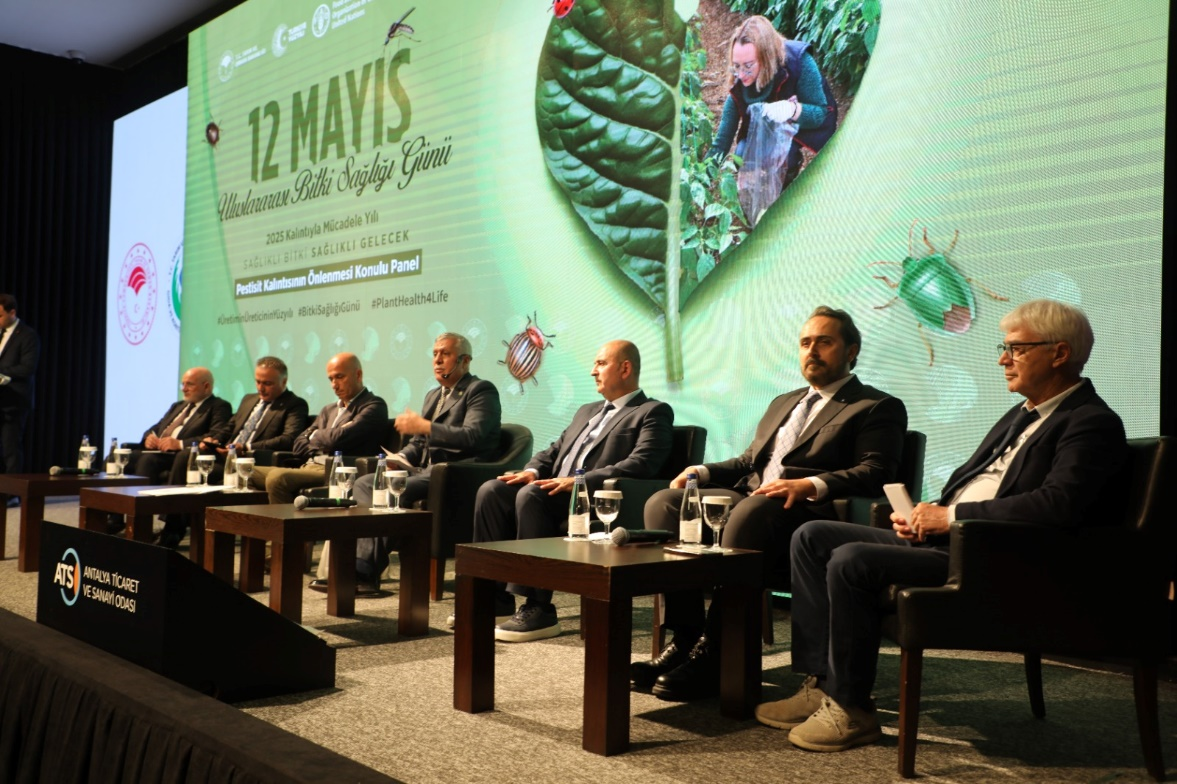 12 MAYIS
Uluslararası Bitki Sağlığı Günü
2025 Kalıntıyla Mücadele Yılı
SAĞLIKLI BİTKİ SAĞLIKLI GELECEK
Pestisit Kalıntısının Önlenmesi Konulu Panel
#ÜretiminÜreticininYüzyılı #BitkiSağlığıGünü #PlantHealth4Life
ATSO
ANTALYA TİCARET
VE SANAYİ ODASI